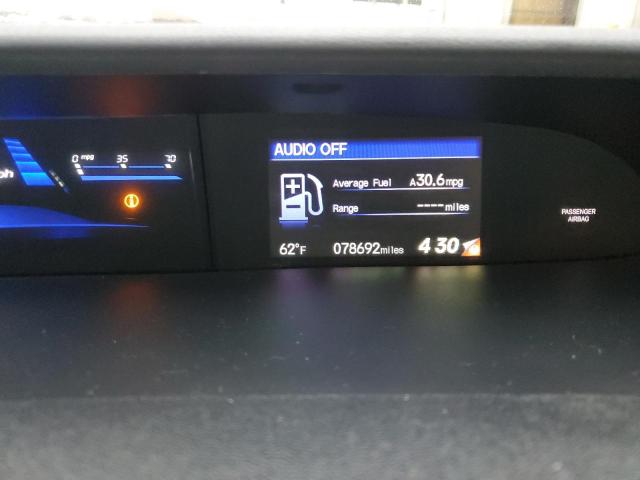 AUDIO OFF
0 mpg 35 70
Average Fuel A30.6mpg
Range ----miles
PASSENGER
AIRBAG
62°F 078692miles 4 30